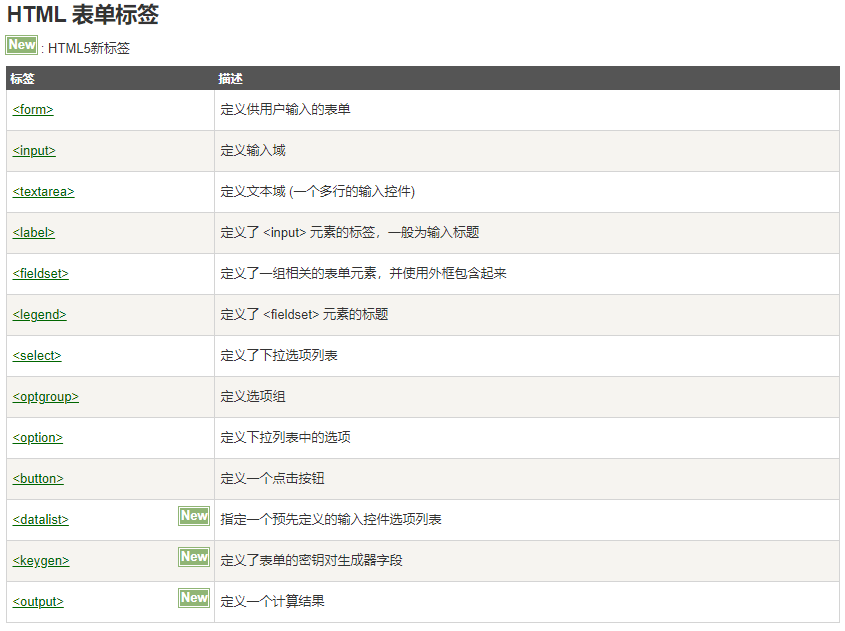 HTML 表单标签
New : HTML5新标签
标签 描述
<form> 定义供用户输入的表单
<input> 定义输入域
<textarea> 定义文本域 (一个多行的输入控件)
<label> 定义了 <input> 元素的标签，一般为输入标题
<fieldset> 定义了一组相关的表单元素，并使用外框包含起来
<legend> 定义了 <fieldset> 元素的标题
<select> 定义了下拉选项列表
<optgroup> 定义选项组
<option> 定义下拉列表中的选项
<button> 定义一个点击按钮
<datalist> New 指定一个预先定义的输入控件选项列表
<keygen> New 定义了表单的密钥对生成器字段
<output> New 定义一个计算结果